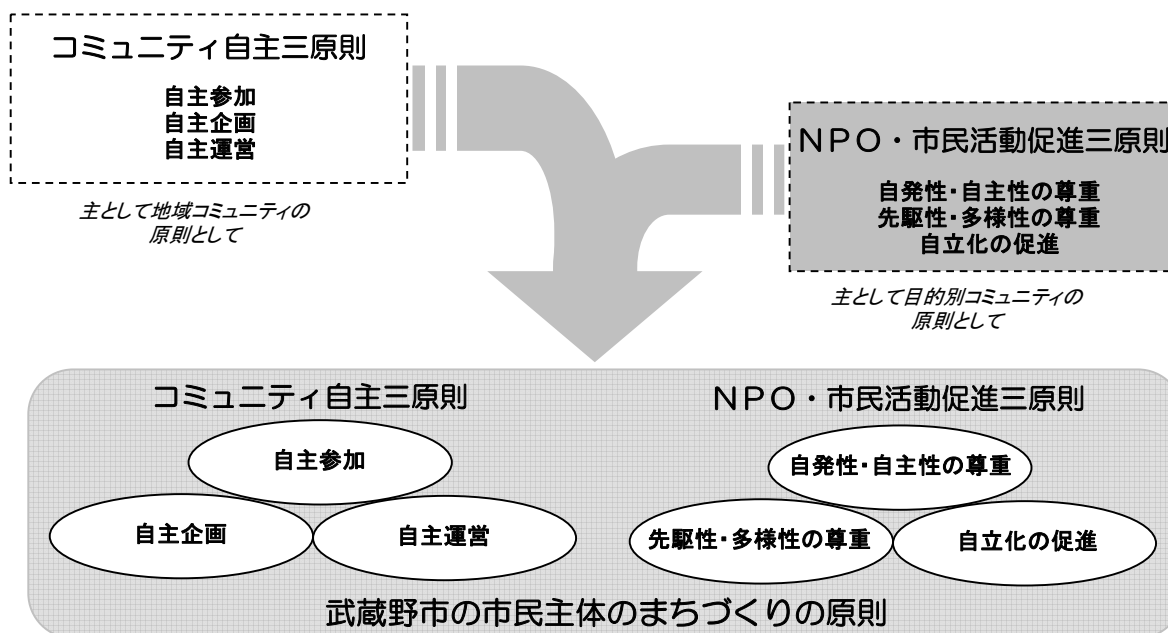 コミュニティ自主三原則
自主参加
自主企画
自主運営
主として地域コミュニティの
原則として
ＮＰＯ・市民活動促進三原則
自発性・自主性の尊重
先駆性・多様性の尊重
自立化の促進
主として目的別コミュニティの
原則として
コミュニティ自主三原則
自主参加
自主企画
自主運営
ＮＰＯ・市民活動促進三原則
自発性・自主性の尊重
先駆性・多様性の尊重
自立化の促進
武蔵野市の市民主体のまちづくりの原則